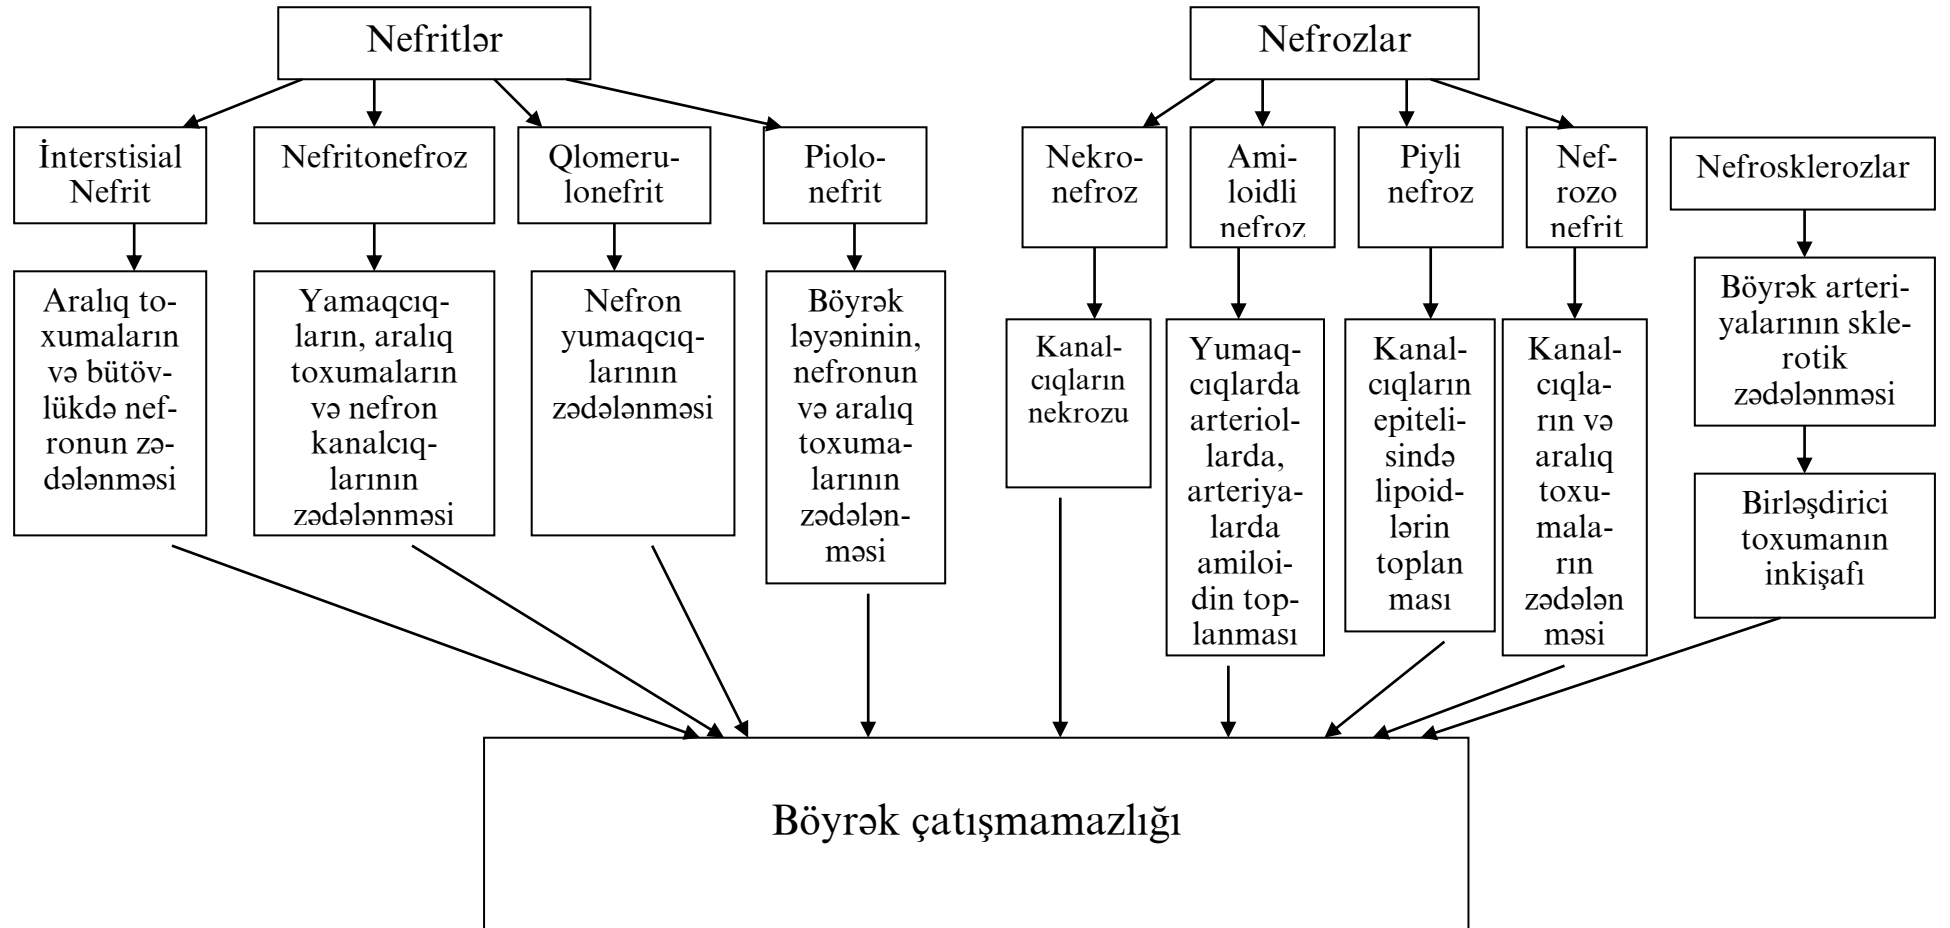 Nefritlər
Nefrozlar
İnterstisial
Nefrit
Nefritonefroz
Qlomeru-
lonefrit
Piolo-
nefrit
Nekro-
nefroz
Ami-
loidli
nefroz
Piyli
nefroz
Nef-
rozo
nefrit
Nefrosklerozlar
Aralıq to-
xumaların
və bütöv-
lükdə nef-
ronun zə-
dələnməsi
Yamaqcıq-
ların, aralıq
toxumaların
və nefron
kanalcıq-
larının
zədələnməsi
Nefron
yumaqcıq-
larının
zədələnməsi
Böyrək
ləyəninin,
nefronun
və aralıq
toxuma-
larının
zədələn-
məsi
Kanal-
cıqların
nekrozu
Yumaq-
cıqlarda
arteriol-
larda,
arteriya-
larda
amiloi-
din top-
lanması
Kanal-
cıqların
epiteli-
sində
lipoid-
lərin
toplan
ması
Kanal-
cıqla-
rın və
aralıq
toxu-
mala-
rın
zədələn
məsi
Böyrək arteri-
yalarının skle-
rotik
zədələnməsi
Birləşdirici
toxumanın
inkişafı
Böyrək çatışmamazlığı